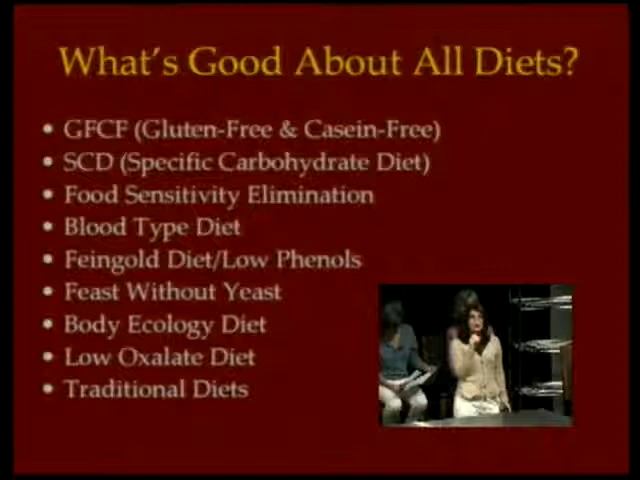 What's Good About All Diets?
• GFCF (Gluten-Free & Casein-Free)
• SCD (Specific Carbohydrate Diet)
• Food Sensitivity Elimination
• Blood Type Diet
• Feingold Diet/Low Phenols
• Feast Without Yeast
• Body Ecology Diet
• Low Oxalate Diet
• Traditional Diets